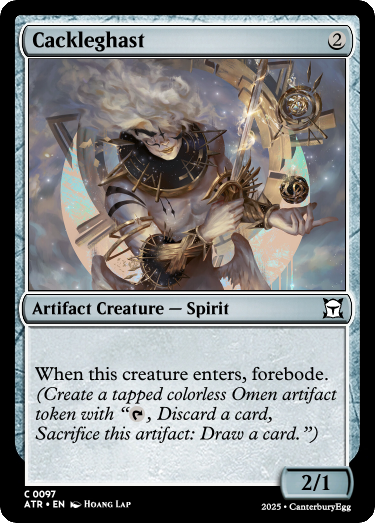 Cackleghast 2
Artifact Creature — Spirit
When this creature enters, forebode.
(Create a tapped colorless Omen artifact
token with “, Discard a card,
Sacrifice this artifact: Draw a card.”)
2/1
C 0097
ATR • EN Hoang Lap
2025 • CanterburyEgg